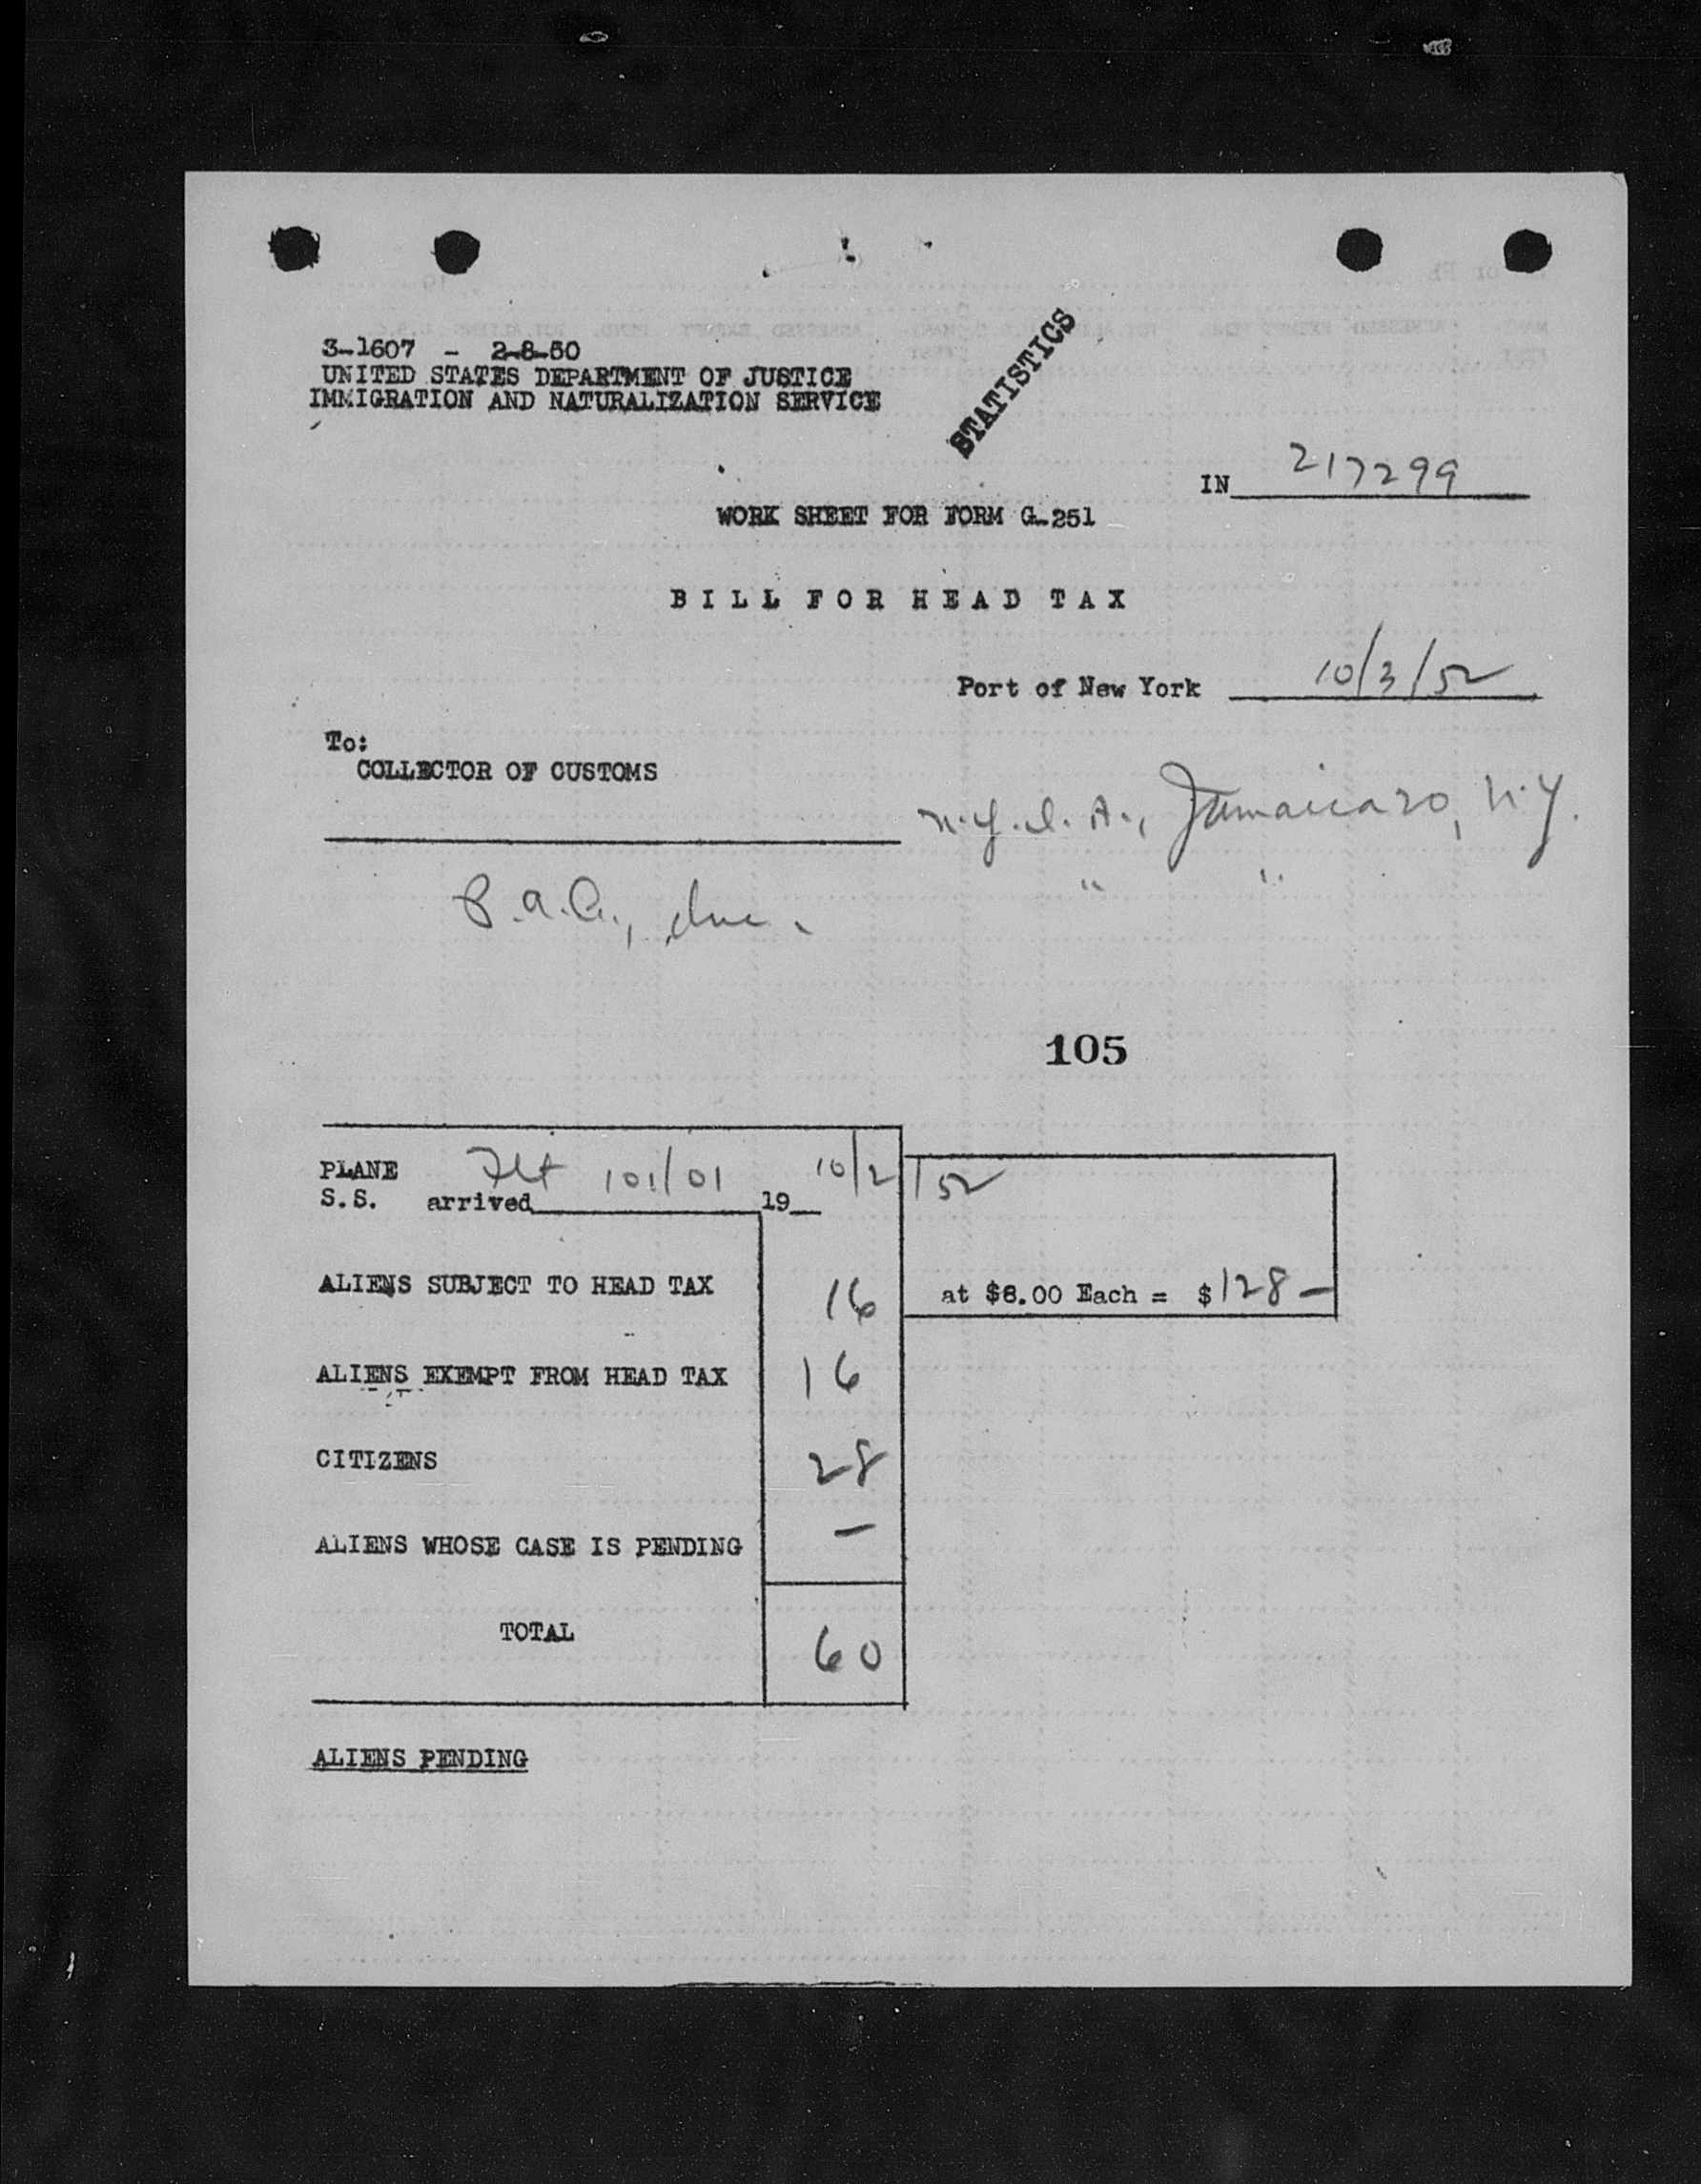 3-1607 - 2-8-50
UNITED STATES DEPARTMENT OF JUSTICE
IMMIGRATION AND NATURALIZATION SERVICE
STATISTICS
IN 217299
WORK SHEET FOR FORM G-251
BILL FOR HEAD TAX
Port of New York 10/3/52
To:
COLLECTOR OF CUSTOMS
N.Y.I.A., Jamaica 20, N.Y.
" "
P.A.A., Inc.
105
PLANE Flt 101/01 10/2/52
S.S. arrived 19
ALIENS SUBJECT TO HEAD TAX 16 at $8.00 Each = $128-
ALIENS EXEMPT FROM HEAD TAX 16
CITIZENS 28
ALIENS WHOSE CASE IS PENDING -
TOTAL 60
ALIENS PENDING